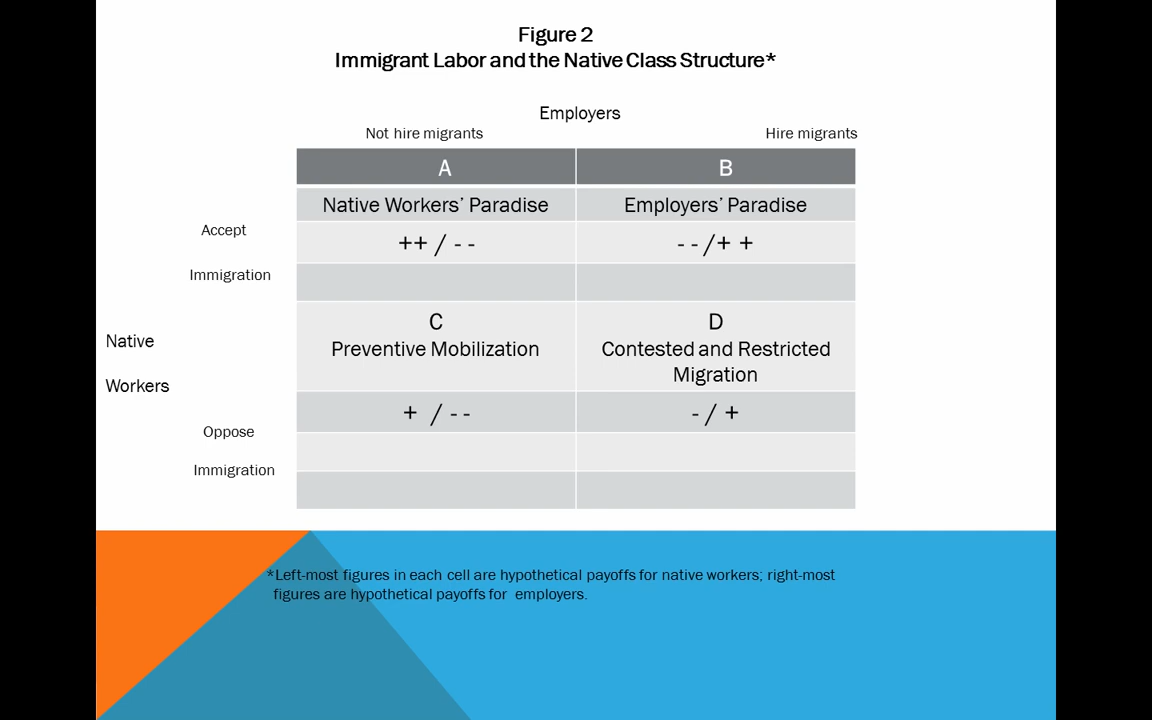 Figure 2
Immigrant Labor and the Native Class Structure*
Employers
Not hire migrants
Hire migrants
A
B
Native Workers’ Paradise
Employers’ Paradise
Accept
++ / - -
- - /+ +
Immigration
C
D
Native
Preventive Mobilization
Contested and Restricted
Migration
Workers
+ / - -
- / +
Oppose
Immigration
*Left-most figures in each cell are hypothetical payoffs for native workers; right-most
figures are hypothetical payoffs for employers.